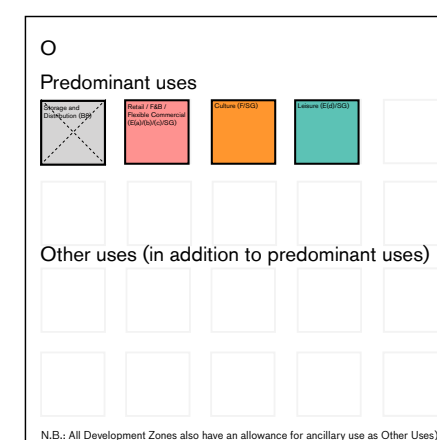 O
Predominant uses
Storage and
Distribution (B8)
Retail / F&B /
Flexible Commercial
(E(a)/(b)/(c)/SG)
Culture (F/SG)
Leisure (E(d)/SG)
Other uses (in addition to predominant uses)
N.B.: All Development Zones also have an allowance for ancillary use as Other Uses)